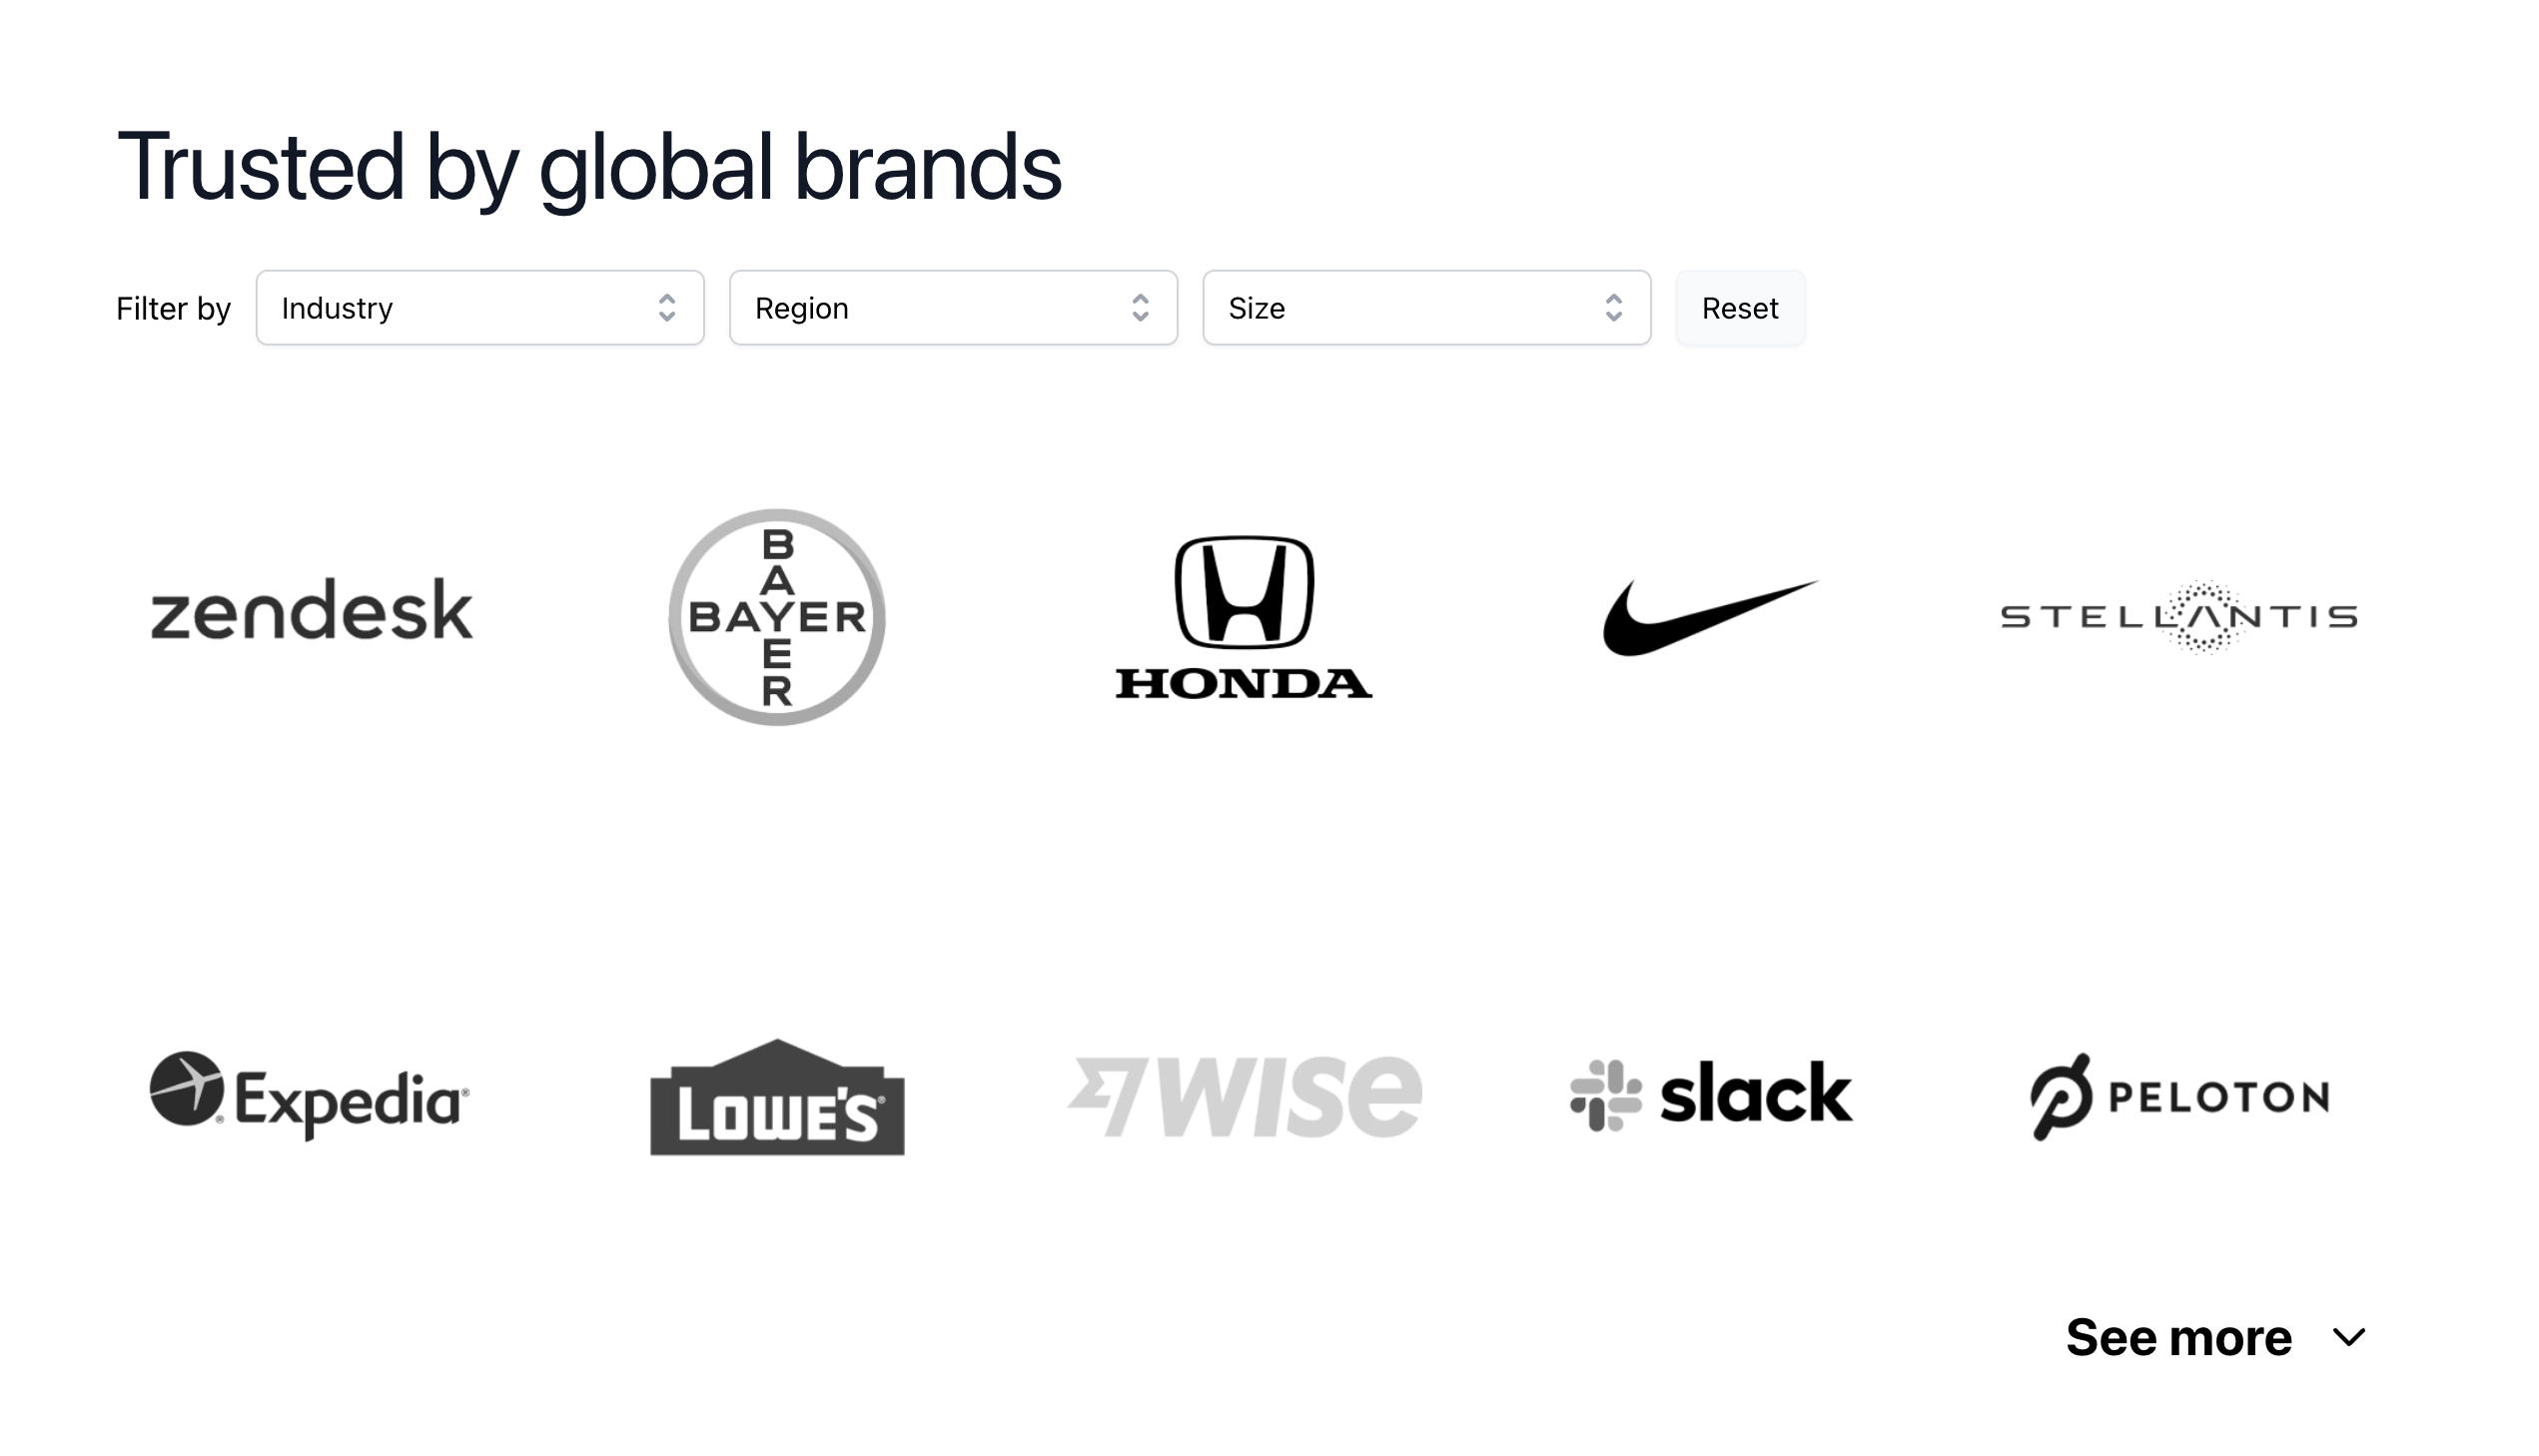 Trusted by global brands
Filter by Industry Region Size Reset
zendesk
BAYER
BAYER
HONDA
STELLANTIS
Expedia®
LOWE'S®
WISE
slack
PELOTON
See more